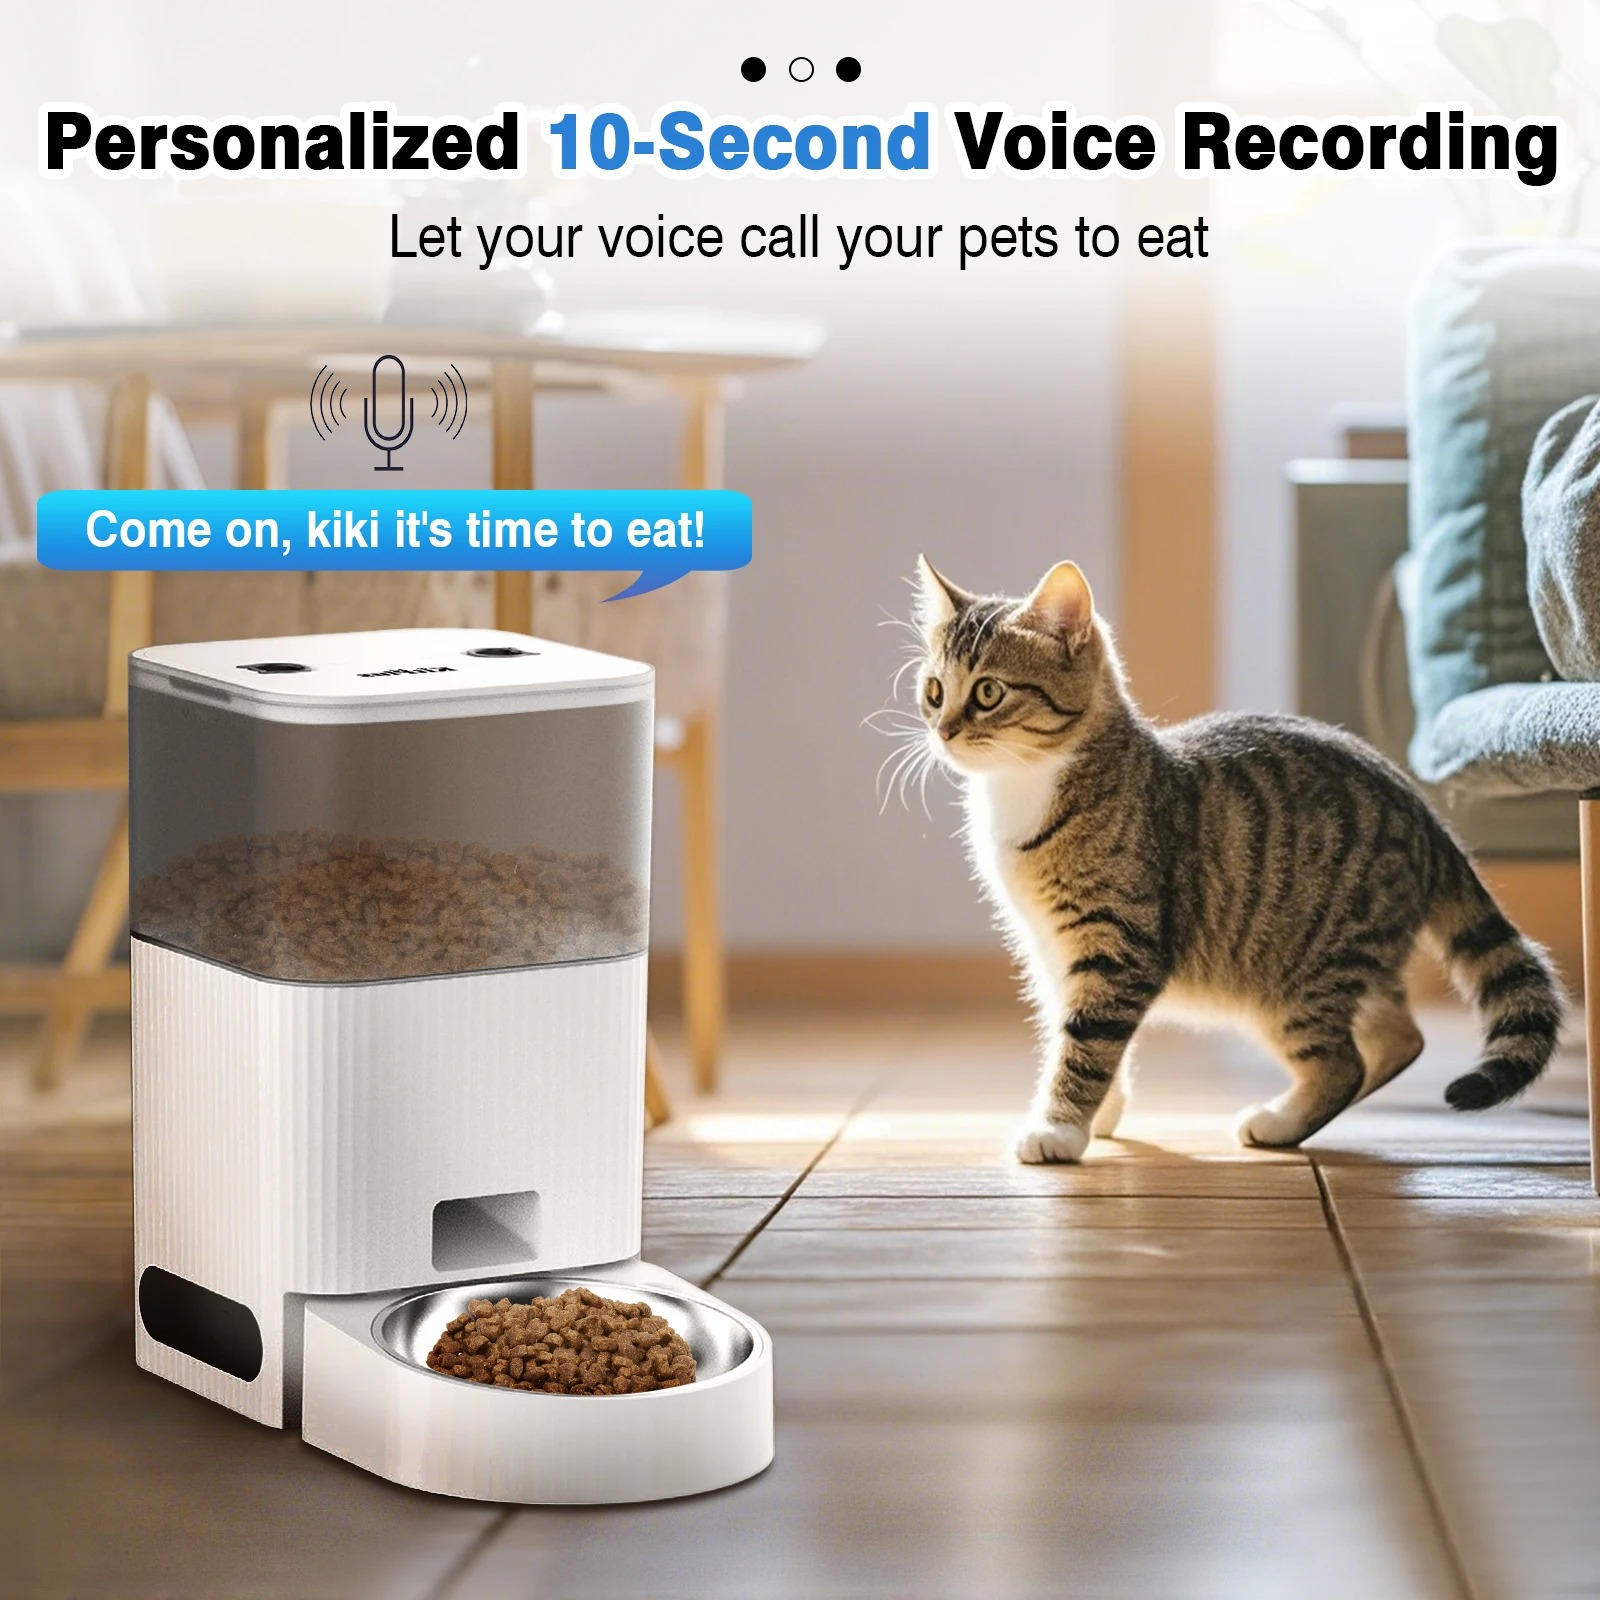 Personalized 10-Second Voice Recording
Let your voice call your pets to eat
Come on, kiki it's time to eat!